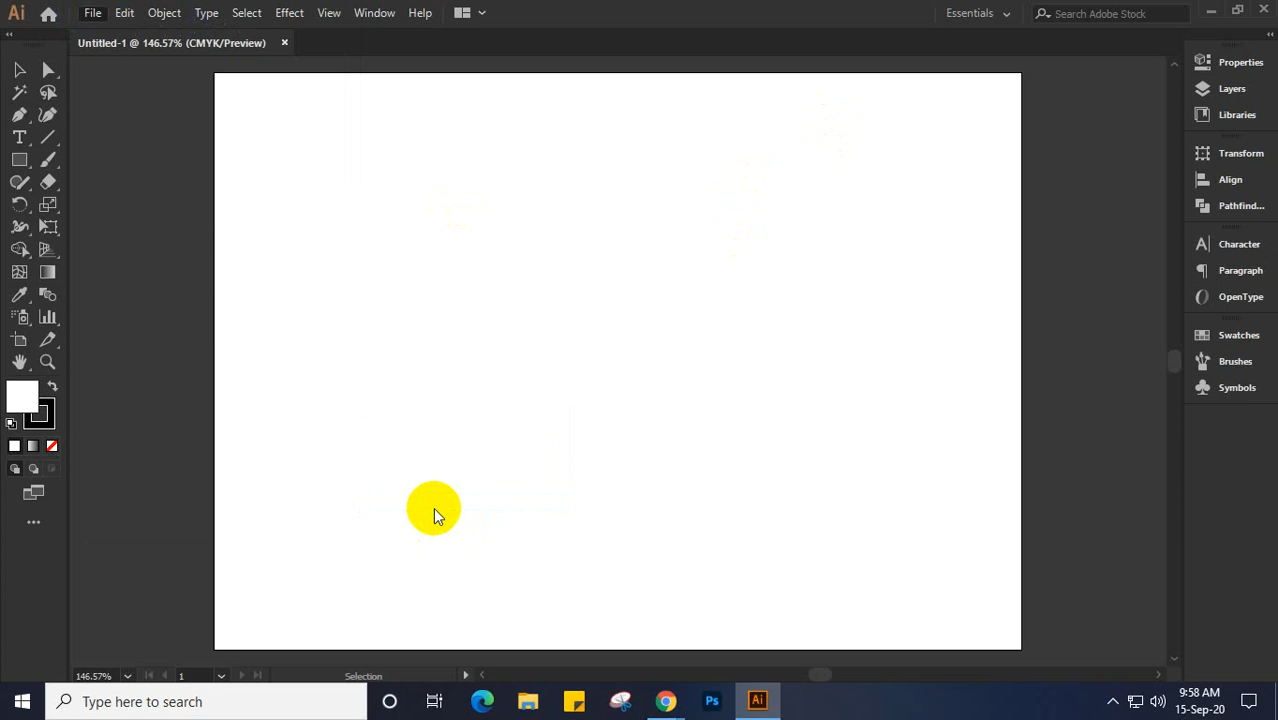 Ai File Edit Object Type Select Effect View Window Help Essentials Search Adobe Stock
Untitled-1 @ 146.57% (CMYK/Preview) ×
Properties
Layers
Libraries
Transform
Align
Pathfind...
Character
Paragraph
OpenType
Swatches
Brushes
Symbols
146.57% 1 Selection
Type here to search Ps Ai 9:58 AM
15-Sep-20